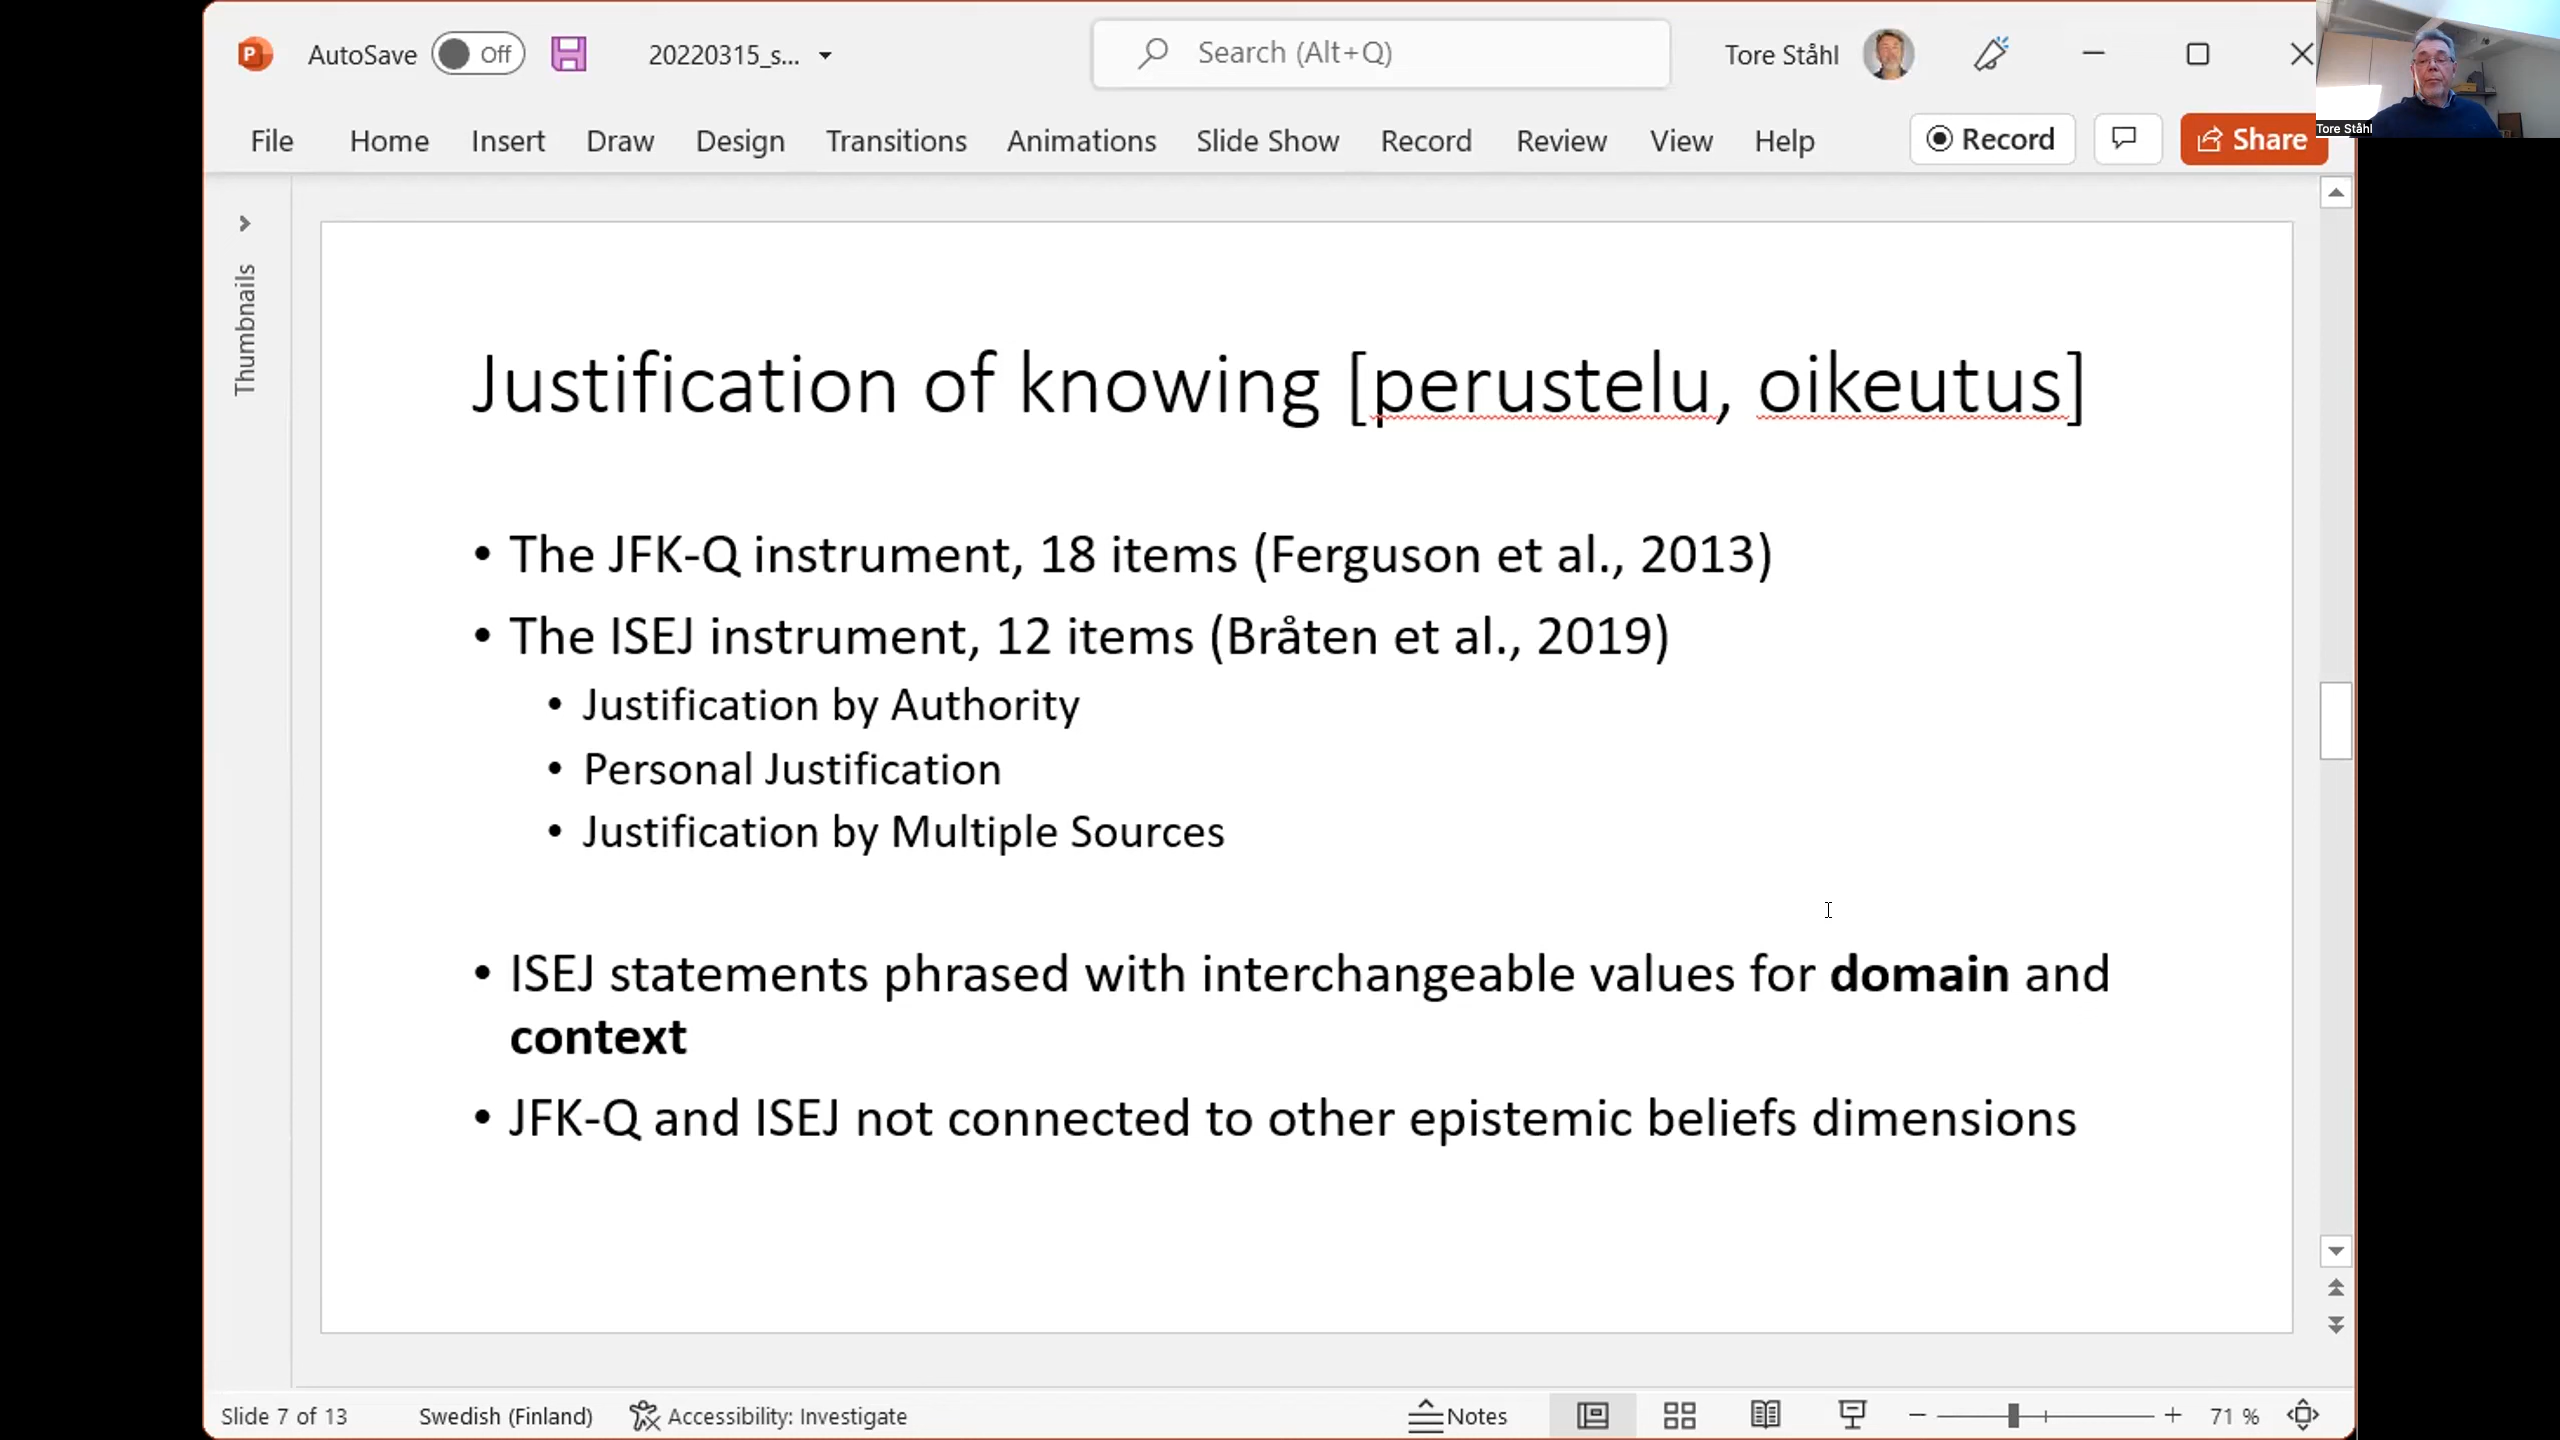 AutoSave Off 20220315_s... Search (Alt+Q) Tore Ståhl
File Home Insert Draw Design Transitions Animations Slide Show Record Review View Help Record Share
Tore Ståhl
Thumbnails
Justification of knowing [perustelu, oikeutus]
• The JFK-Q instrument, 18 items (Ferguson et al., 2013)
• The ISEJ instrument, 12 items (Bråten et al., 2019)
• Justification by Authority
• Personal Justification
• Justification by Multiple Sources
• ISEJ statements phrased with interchangeable values for domain and
context
• JFK-Q and ISEJ not connected to other epistemic beliefs dimensions
Slide 7 of 13 Swedish (Finland) Accessibility: Investigate Notes 71 %